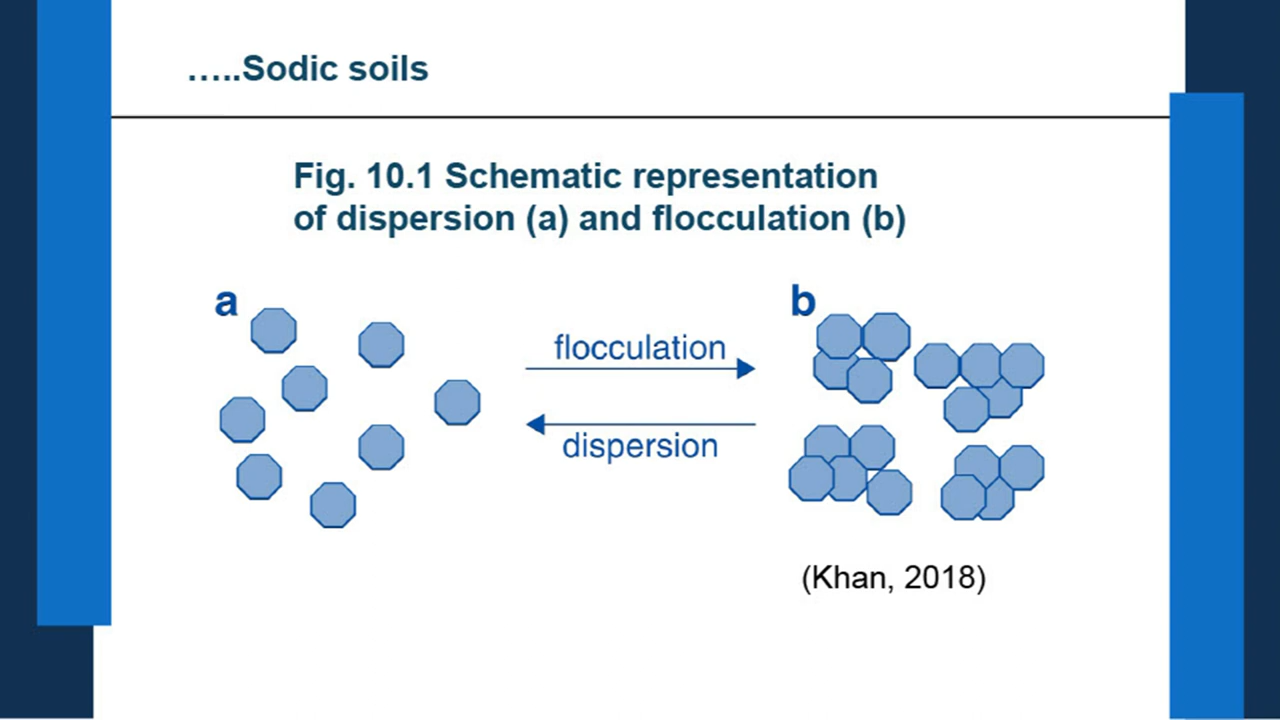 …..Sodic soils
Fig. 10.1 Schematic representation
of dispersion (a) and flocculation (b)
a
b
flocculation
dispersion
(Khan, 2018)